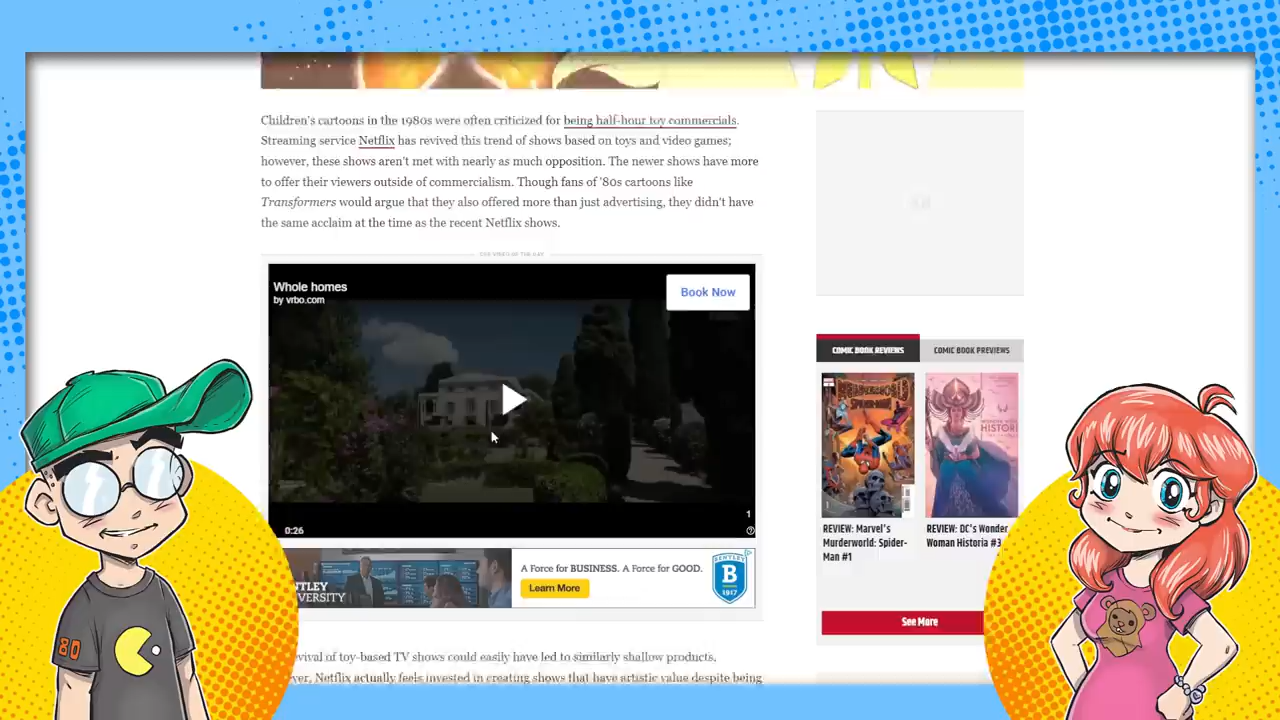 Children's cartoons in the 1980s were often criticized for being half-hour toy commercials.
Streaming service Netflix has revived this trend of shows based on toys and video games;
however, these shows aren't met with nearly as much opposition. The newer shows have more
to offer their viewers outside of commercialism. Though fans of '80s cartoons like
Transformers would argue that they also offered more than just advertising, they didn't have
the same acclaim at the time as the recent Netflix shows.
Whole homes
by vrbo.com
Book Now
0:26
1
A Force for BUSINESS. A Force for GOOD.
Learn More
B
1917
COMIC BOOK REVIEWS
COMIC BOOK PREVIEWS
REVIEW: Marvel's
Murderworld: Spider-
Man #1
REVIEW: DC's Wonder
Woman Historia #3
See More
evival of toy-based TV shows could easily have led to similarly shallow products.
ver, Netflix actually feels invested in creating shows that have artistic value despite being
80